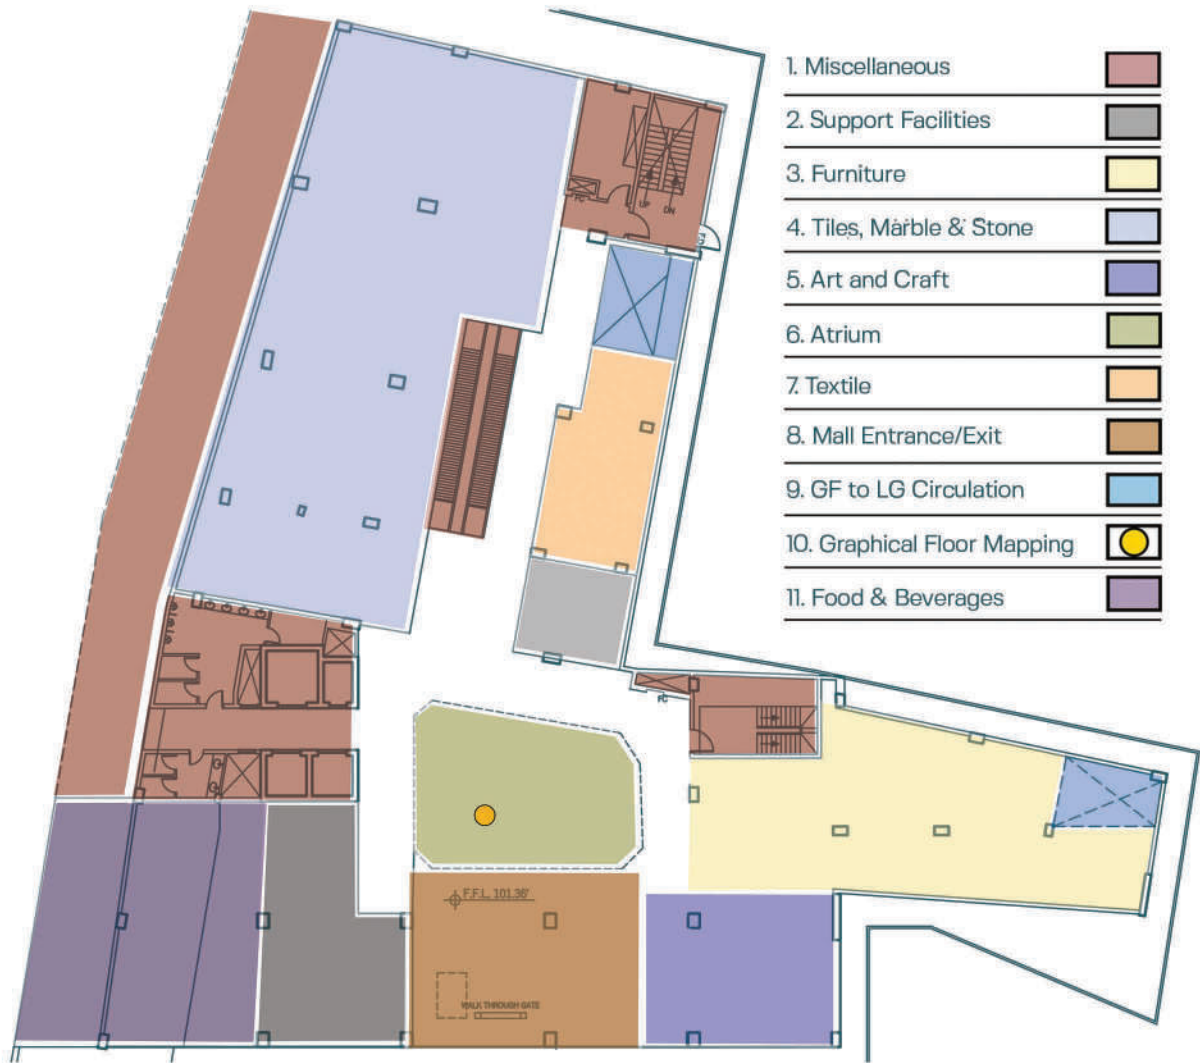 1. Miscellaneous
2. Support Facilities
3. Furniture
4. Tiles, Marble & Stone
5. Art and Craft
6. Atrium
7. Textile
8. Mall Entrance/Exit
9. GF to LG Circulation
10. Graphical Floor Mapping
11. Food & Beverages
FC
UP
DN
FC
F.F.L. 101.36'
WALK THROUGH GATE